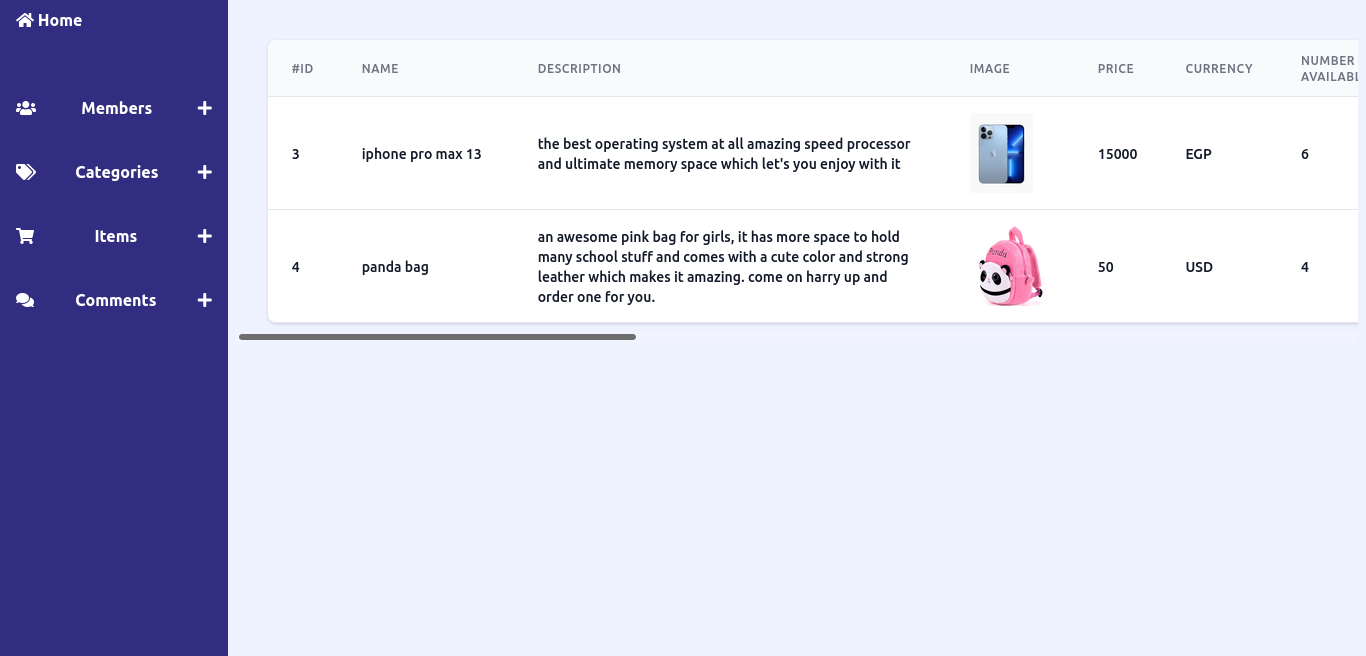 Home
Members
Categories
Items
Comments
#ID NAME DESCRIPTION IMAGE PRICE CURRENCY NUMBER
3 iphone pro max 13 the best operating system at all amazing speed processor
and ultimate memory space which let's you enjoy with it 15000 EGP 6
4 panda bag an awesome pink bag for girls, it has more space to hold
many school stuff and comes with a cute color and strong
leather which makes it amazing. come on harry up and
order one for you. Panda 50 USD 4